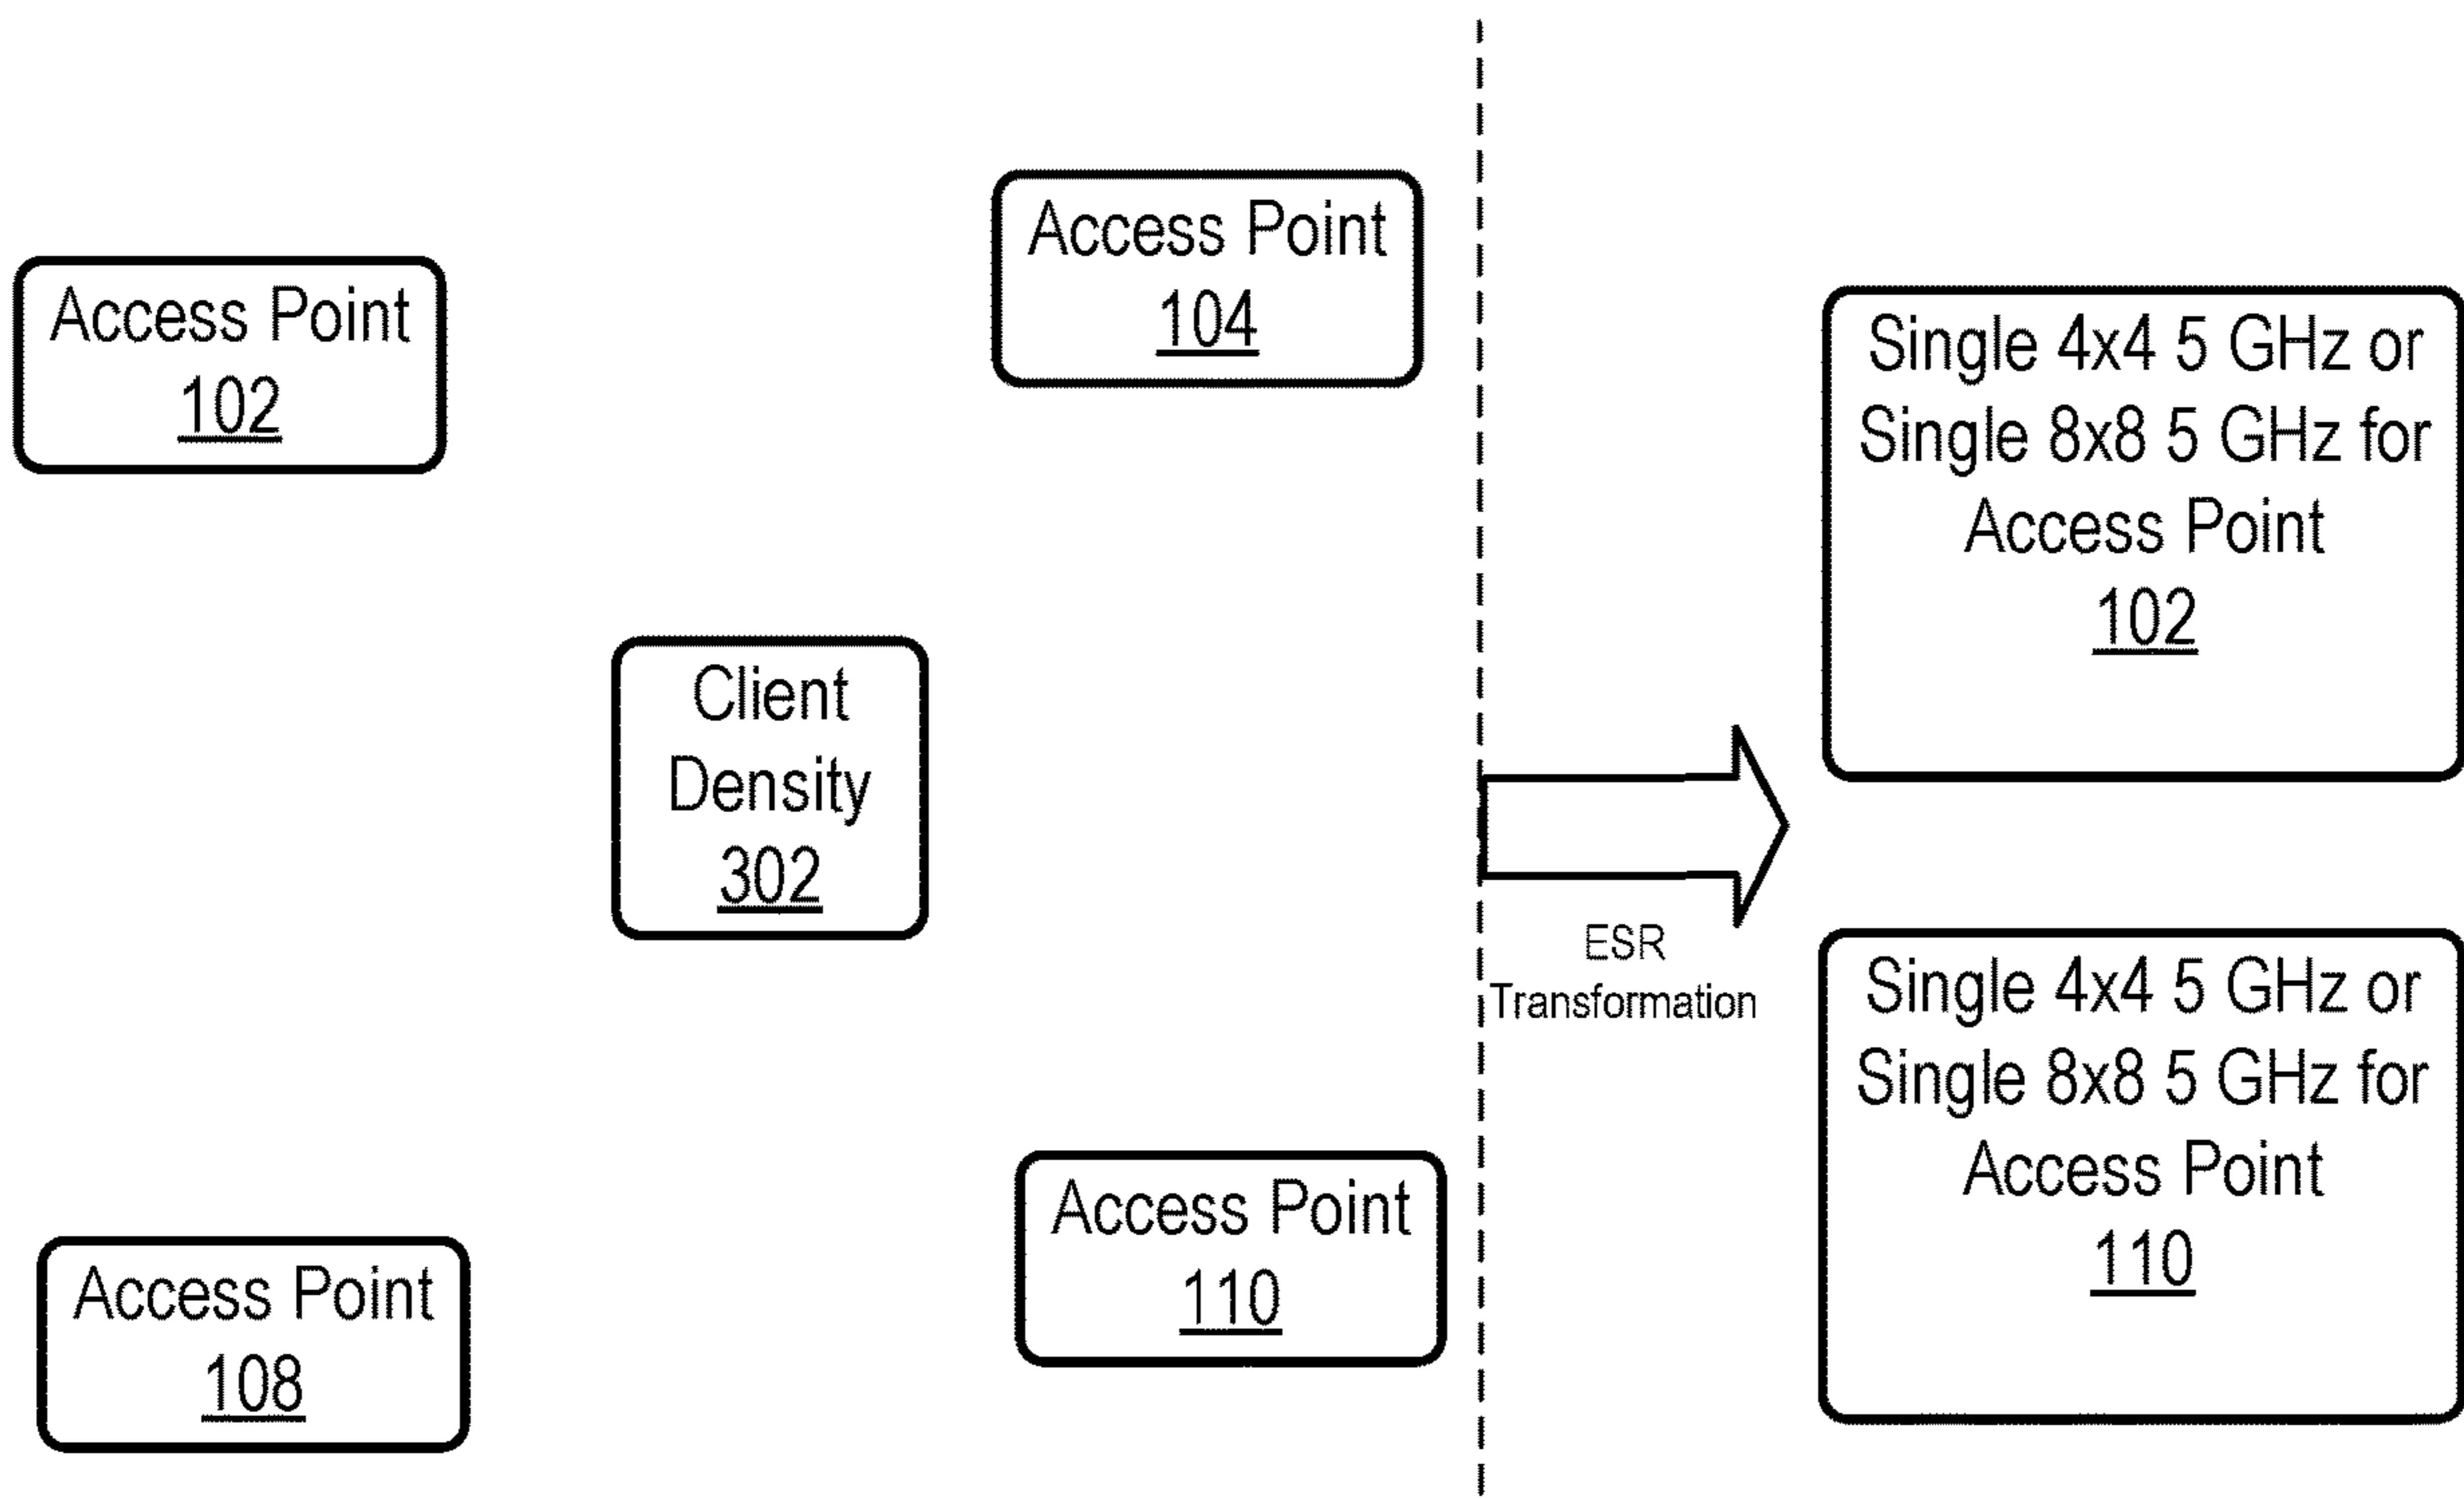 Access Point
102
Access Point
104
Client
Density
302
Access Point
108
Access Point
110
ESR
Transformation
Single 4x4 5 GHz or
Single 8x8 5 GHz for
Access Point
102
Single 4x4 5 GHz or
Single 8x8 5 GHz for
Access Point
110